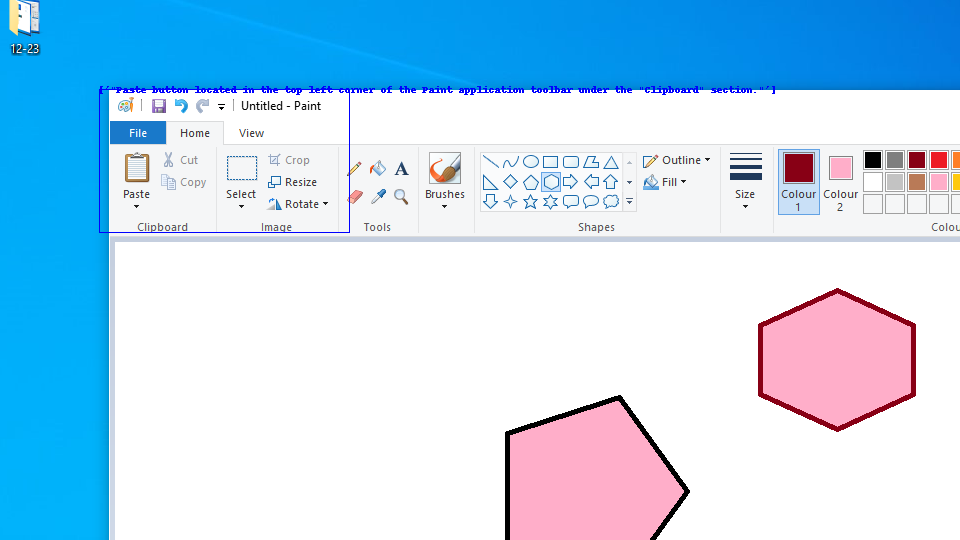 12-23
['"Paste button located in the top left corner of the Paint application toolbar under the "Clipboard" section."']
Untitled - Paint
File Home View
Paste
Cut
Copy
Clipboard
Select
Crop
Resize
Rotate
Image
A
Tools
Brushes
Shapes
Outline
Fill
Size
Colour 1
Colour 2
Colou